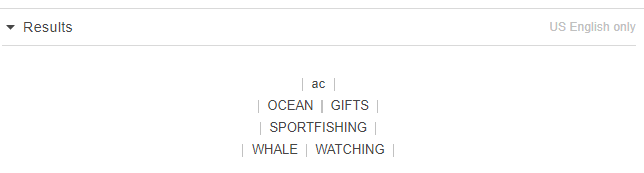 Results
US English only
| ac |
| OCEAN | GIFTS |
| SPORTFISHING |
| WHALE | WATCHING |